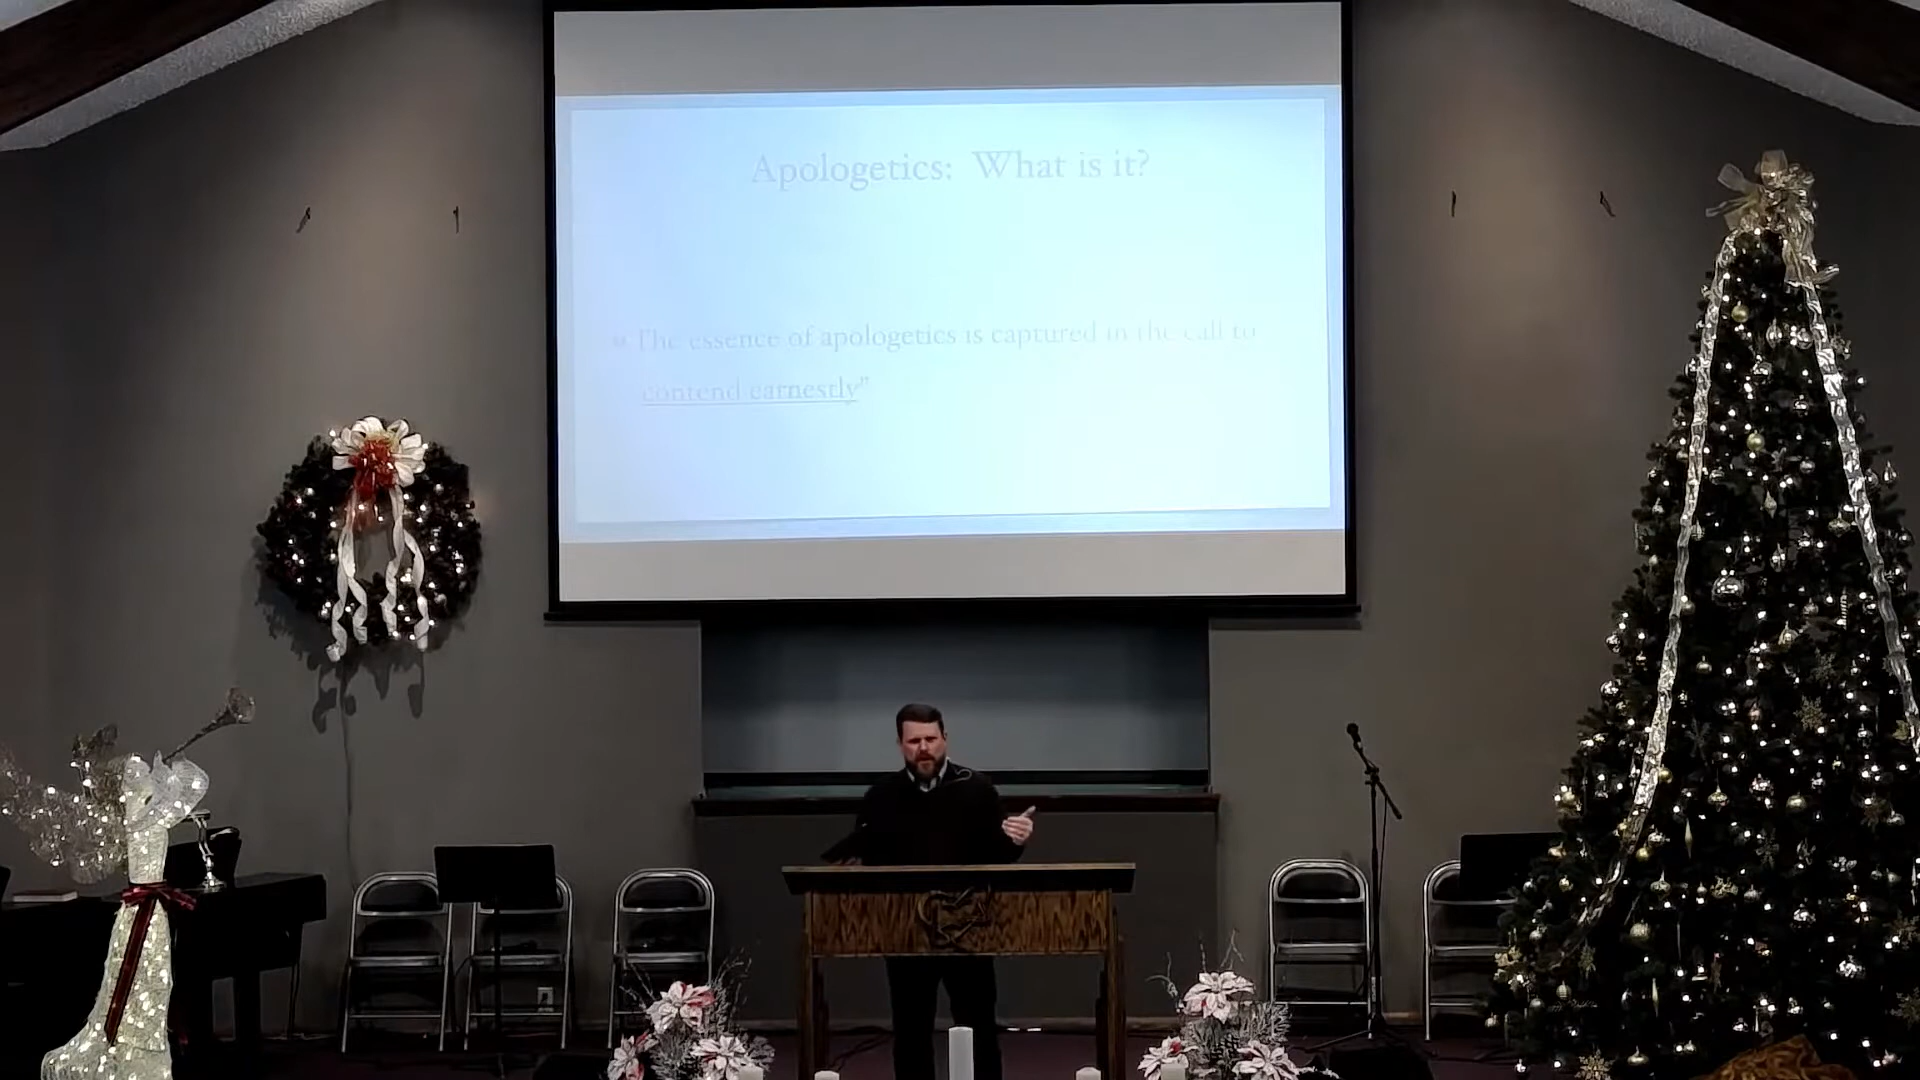 Apologetics: What is it?
The essence of apologetics is captured in the call to
contend earnestly”